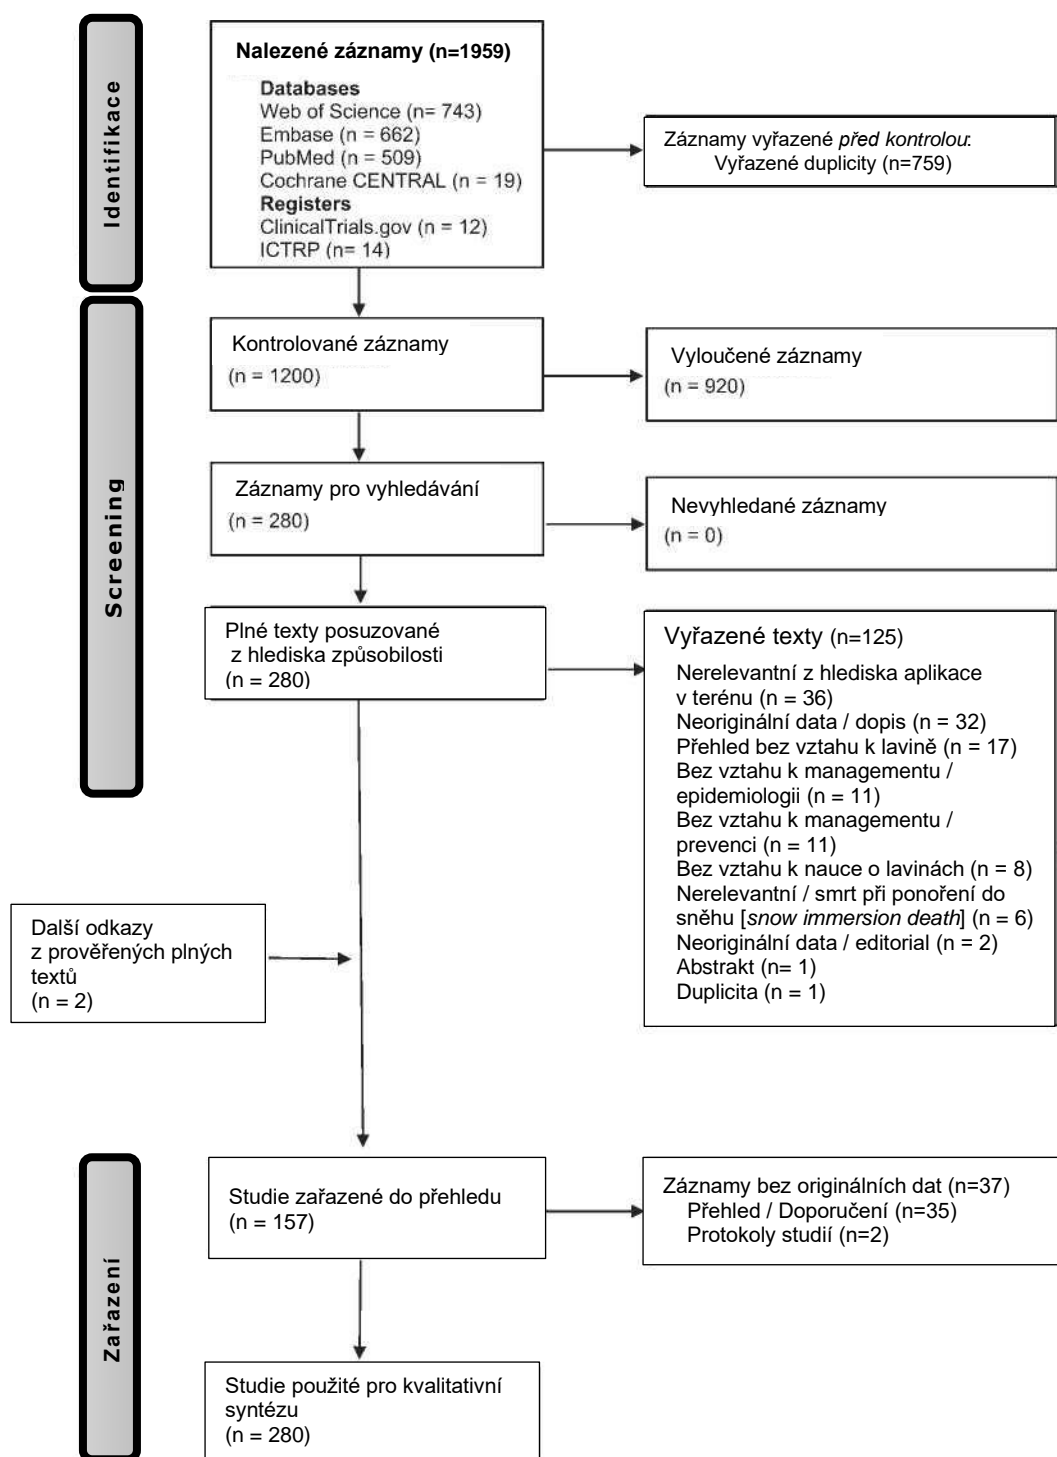 Identifikace
Nalezené záznamy (n=1959)
Databases
Web of Science (n= 743)
Embase (n = 662)
PubMed (n = 509)
Cochrane CENTRAL (n = 19)
Registers
ClinicalTrials.gov (n = 12)
ICTRP (n= 14)
Záznamy vyřazené před kontrolou:
Vyřazené duplicity (n=759)
Screening
Kontrolované záznamy
(n = 1200)
Vyloučené záznamy
(n = 920)
Záznamy pro vyhledávání
(n = 280)
Nevyhledané záznamy
(n = 0)
Plné texty posuzované
z hlediska způsobilosti
(n = 280)
Vyřazené texty (n=125)
Nerelevantní z hlediska aplikace
v terénu (n = 36)
Neoriginální data / dopis (n = 32)
Přehled bez vztahu k lavině (n = 17)
Bez vztahu k managementu /
epidemiologii (n = 11)
Bez vztahu k managementu /
prevenci (n = 11)
Bez vztahu k nauce o lavinách (n = 8)
Nerelevantní / smrt při ponoření do
sněhu [snow immersion death] (n = 6)
Neoriginální data / editorial (n = 2)
Abstrakt (n= 1)
Duplicita (n = 1)
Další odkazy
z prověřených plných
textů
(n = 2)
Zařazení
Studie zařazené do přehledu
(n = 157)
Záznamy bez originálních dat (n=37)
Přehled / Doporučení (n=35)
Protokoly studií (n=2)
Studie použité pro kvalitativní
syntézu
(n = 280)